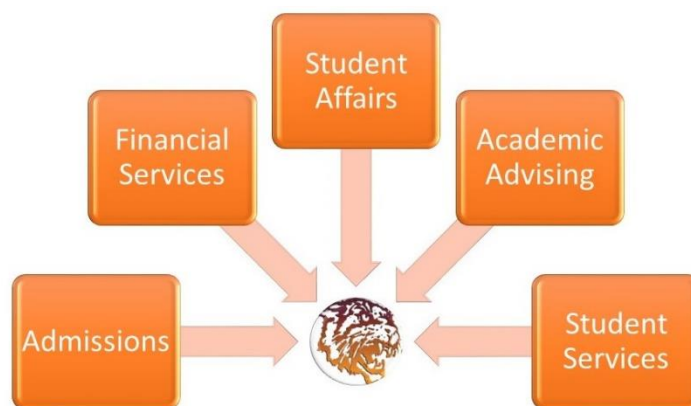 Student
Affairs
Financial
Services
Academic
Advising
Admissions
Student
Services